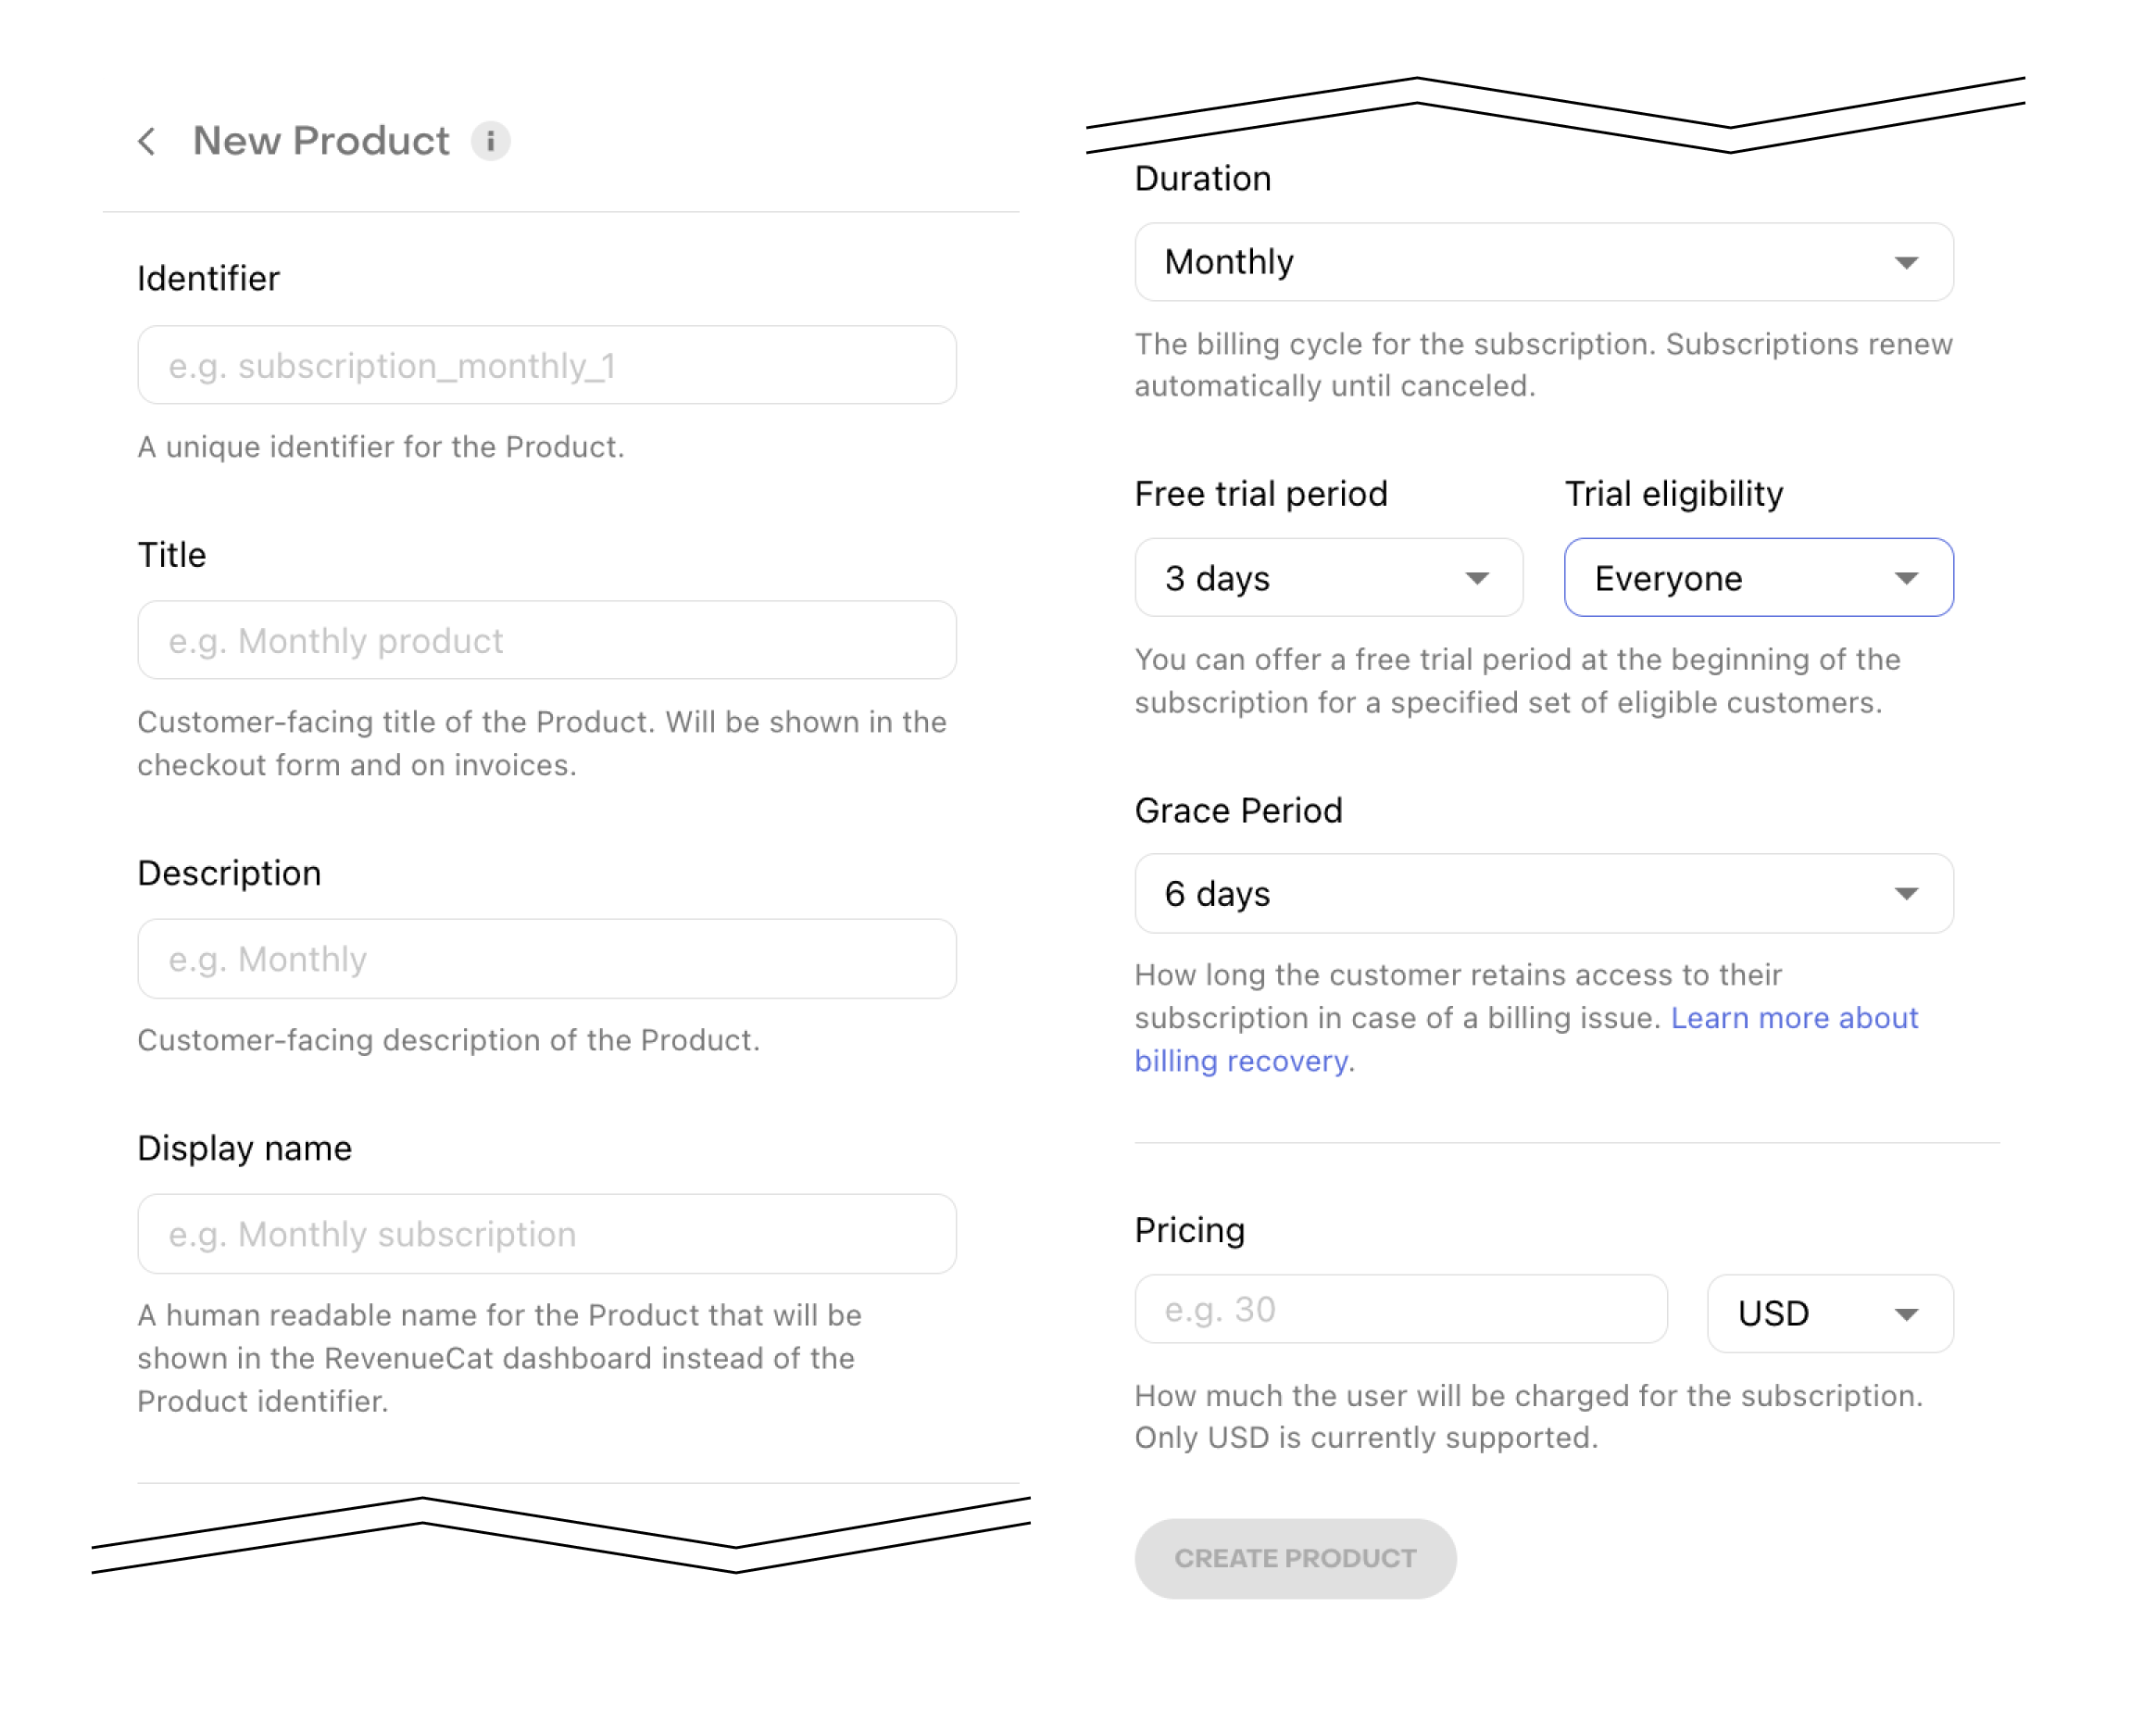 New Product
i
Identifier
e.g. subscription_monthly_1
A unique identifier for the Product.
Title
e.g. Monthly product
Customer-facing title of the Product. Will be shown in the
checkout form and on invoices.
Description
e.g. Monthly
Customer-facing description of the Product.
Display name
e.g. Monthly subscription
A human readable name for the Product that will be
shown in the RevenueCat dashboard instead of the
Product identifier.
Duration
Monthly
The billing cycle for the subscription. Subscriptions renew
automatically until canceled.
Free trial period
Trial eligibility
3 days
Everyone
You can offer a free trial period at the beginning of the
subscription for a specified set of eligible customers.
Grace Period
6 days
How long the customer retains access to their
subscription in case of a billing issue. Learn more about
billing recovery.
Pricing
e.g. 30
USD
How much the user will be charged for the subscription.
Only USD is currently supported.
CREATE PRODUCT